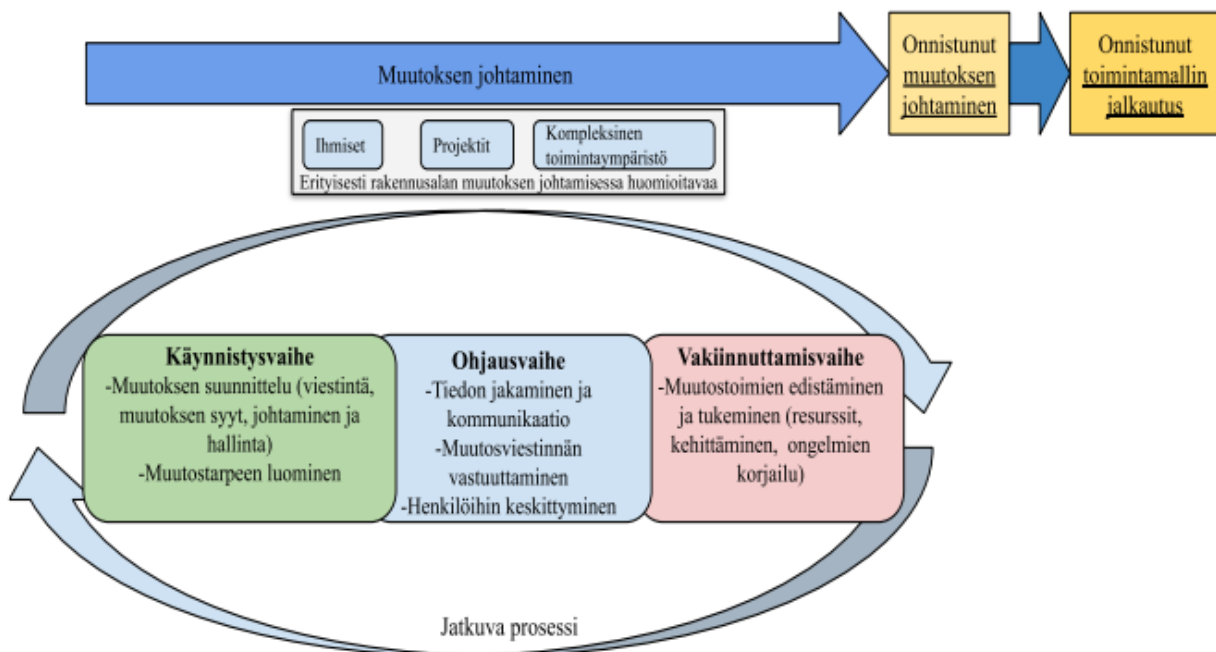 Muutoksen johtaminen
Onnistunut
muutoksen
johtaminen
Onnistunut
toimintamallin
jalkautus
Ihmiset
Projektit
Kompleksinen
toimintaympäristö
Erityisesti rakennusalan muutoksen johtamisessa huomioitavaa
Käynnistysvaihe
-Muutoksen suunnittelu (viestintä,
muutoksen syyt, johtaminen ja
hallinta)
-Muutostarpeen luominen
Ohjausvaihe
-Tiedon jakaminen ja
kommunikaatio
-Muutosviestinnän
vastuuttaminen
-Henkilöihin keskittyminen
Vakiinnuttamisvaihe
-Muutostoimien edistäminen
ja tukeminen (resurssit,
kehittäminen, ongelmien
korjailu)
Jatkuva prosessi